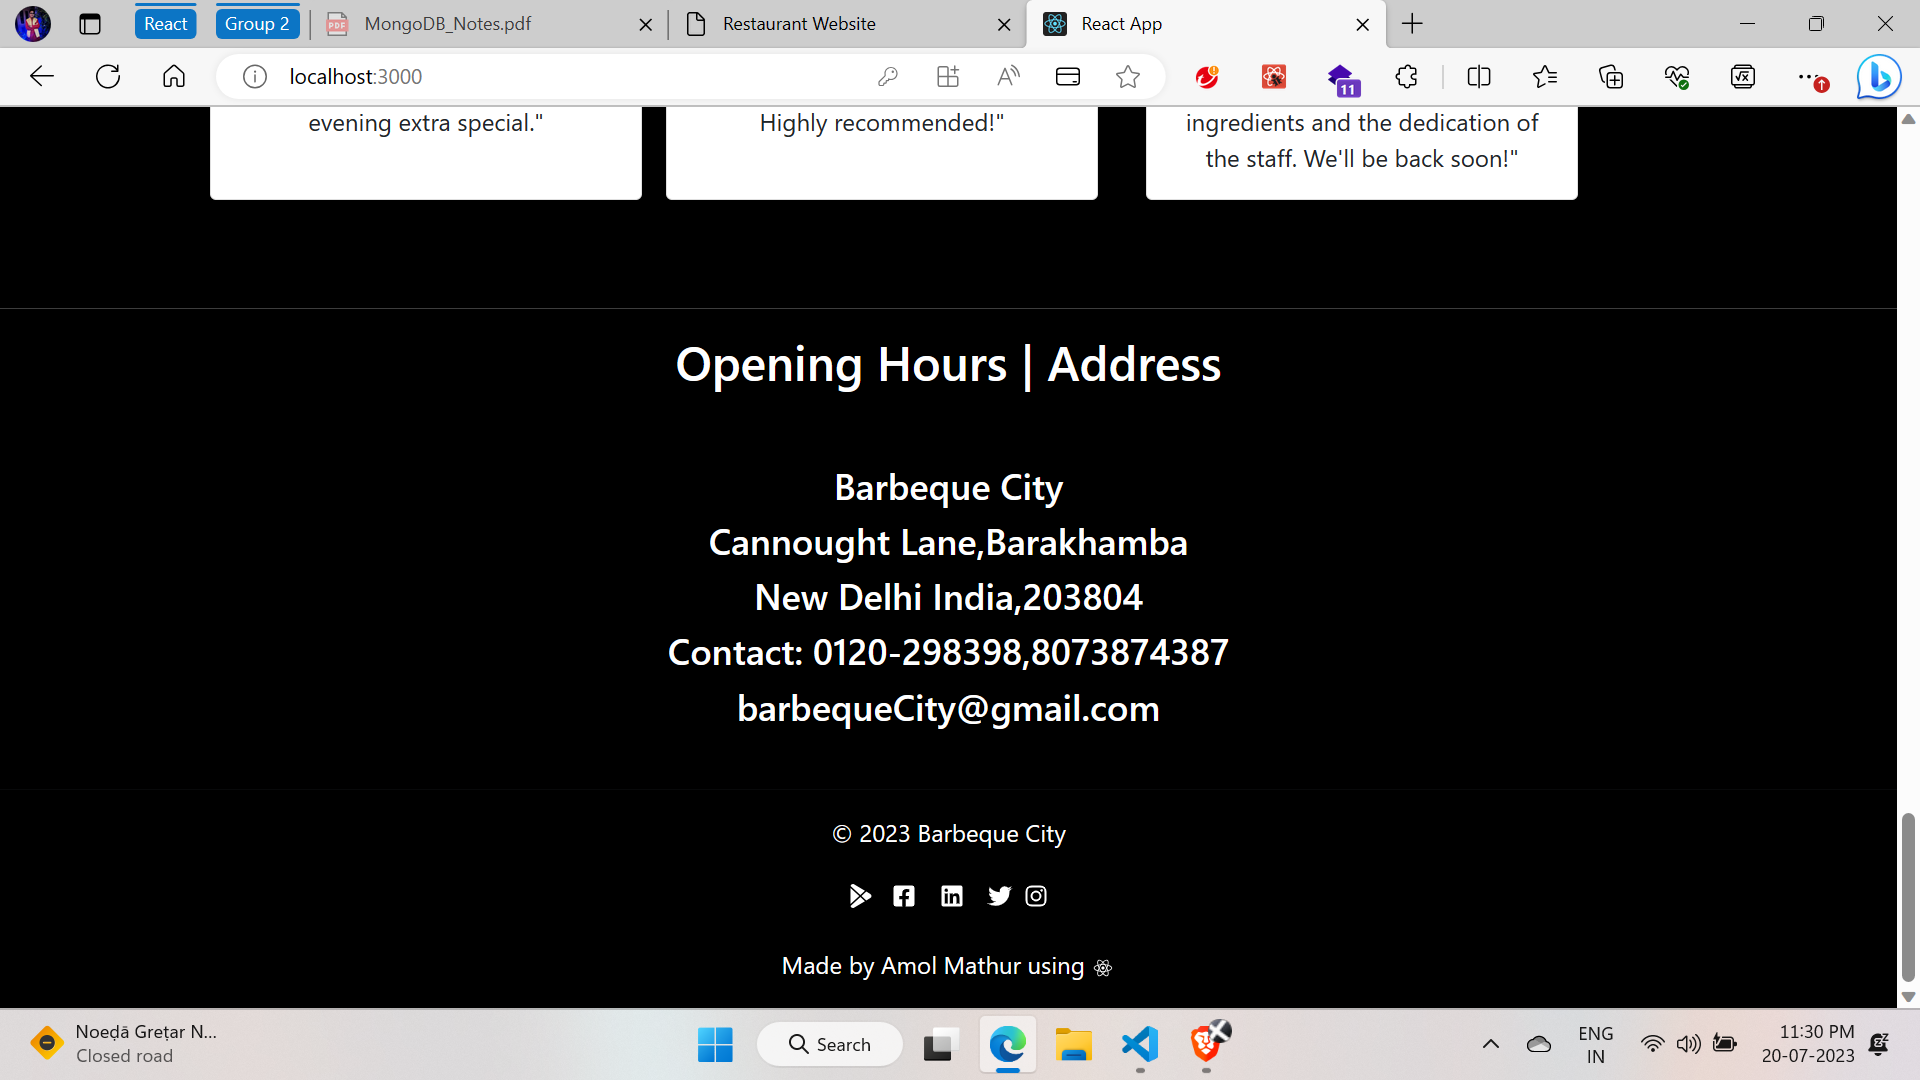 React
Group 2
MongoDB_Notes.pdf
Restaurant Website
React App
localhost:3000
11
evening extra special."
Highly recommended!"
ingredients and the dedication of
the staff. We'll be back soon!"
Opening Hours | Address
Barbeque City
Cannought Lane,Barakhamba
New Delhi India,203804
Contact: 0120-298398,8073874387
barbequeCity@gmail.com
© 2023 Barbeque City
Made by Amol Mathur using
Noeḍā Greṭar N...
Closed road
Search
ENG
IN
11:30 PM
20-07-2023